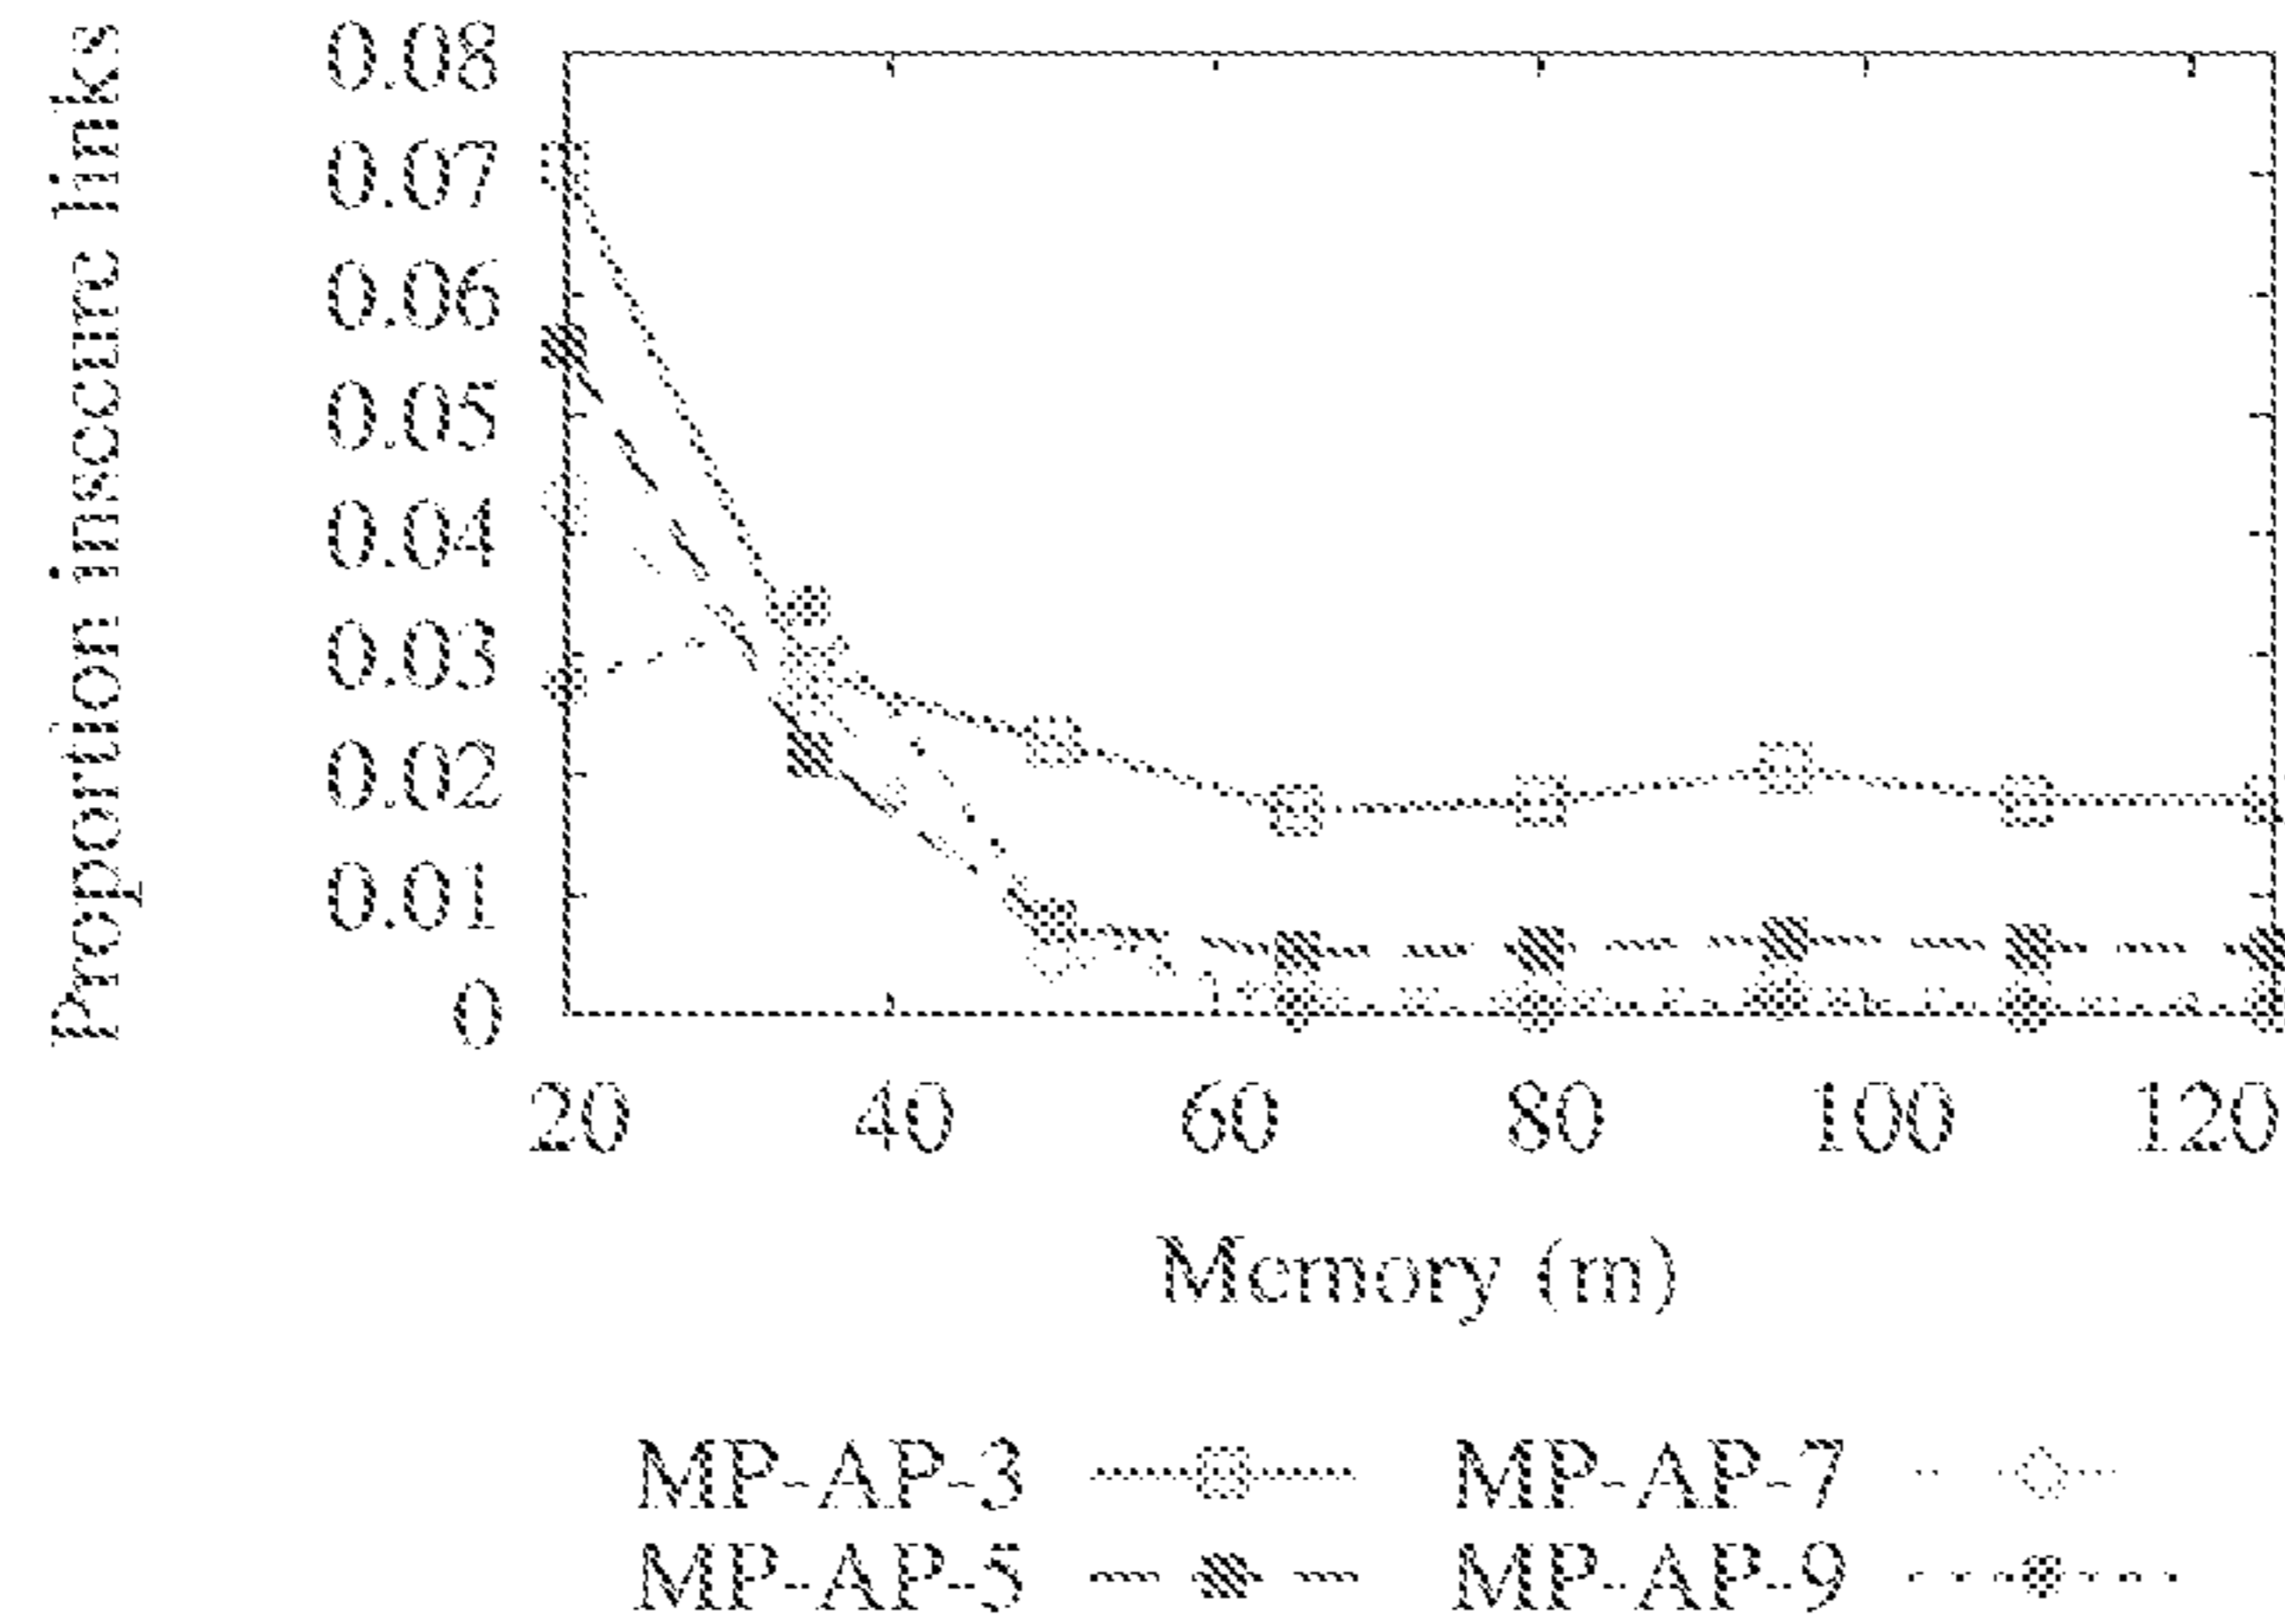 Proportion insecure links
0.08
0.07
0.06
0.05
0.04
0.03
0.02
0.01
0
20 40 60 80 100 120
Memory (m)
MP-AP-3 MP-AP-7
MP-AP-5 MP-AP-9